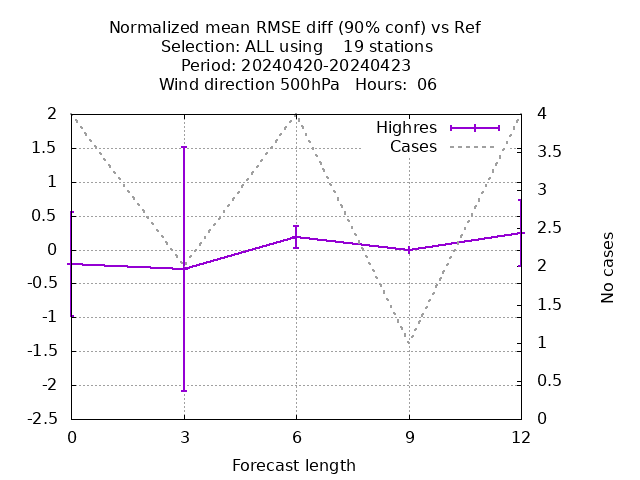 Normalized mean RMSE diff (90% conf) vs Ref
Selection: ALL using    19 stations
Period: 20240420-20240423
Wind direction 500hPa   Hours:  06
Highres
Cases
2
1.5
1
0.5
0
-0.5
-1
-1.5
-2
-2.5
4
3.5
3
2.5
2
1.5
1
0.5
0
No cases
0 3 6 9 12
Forecast length